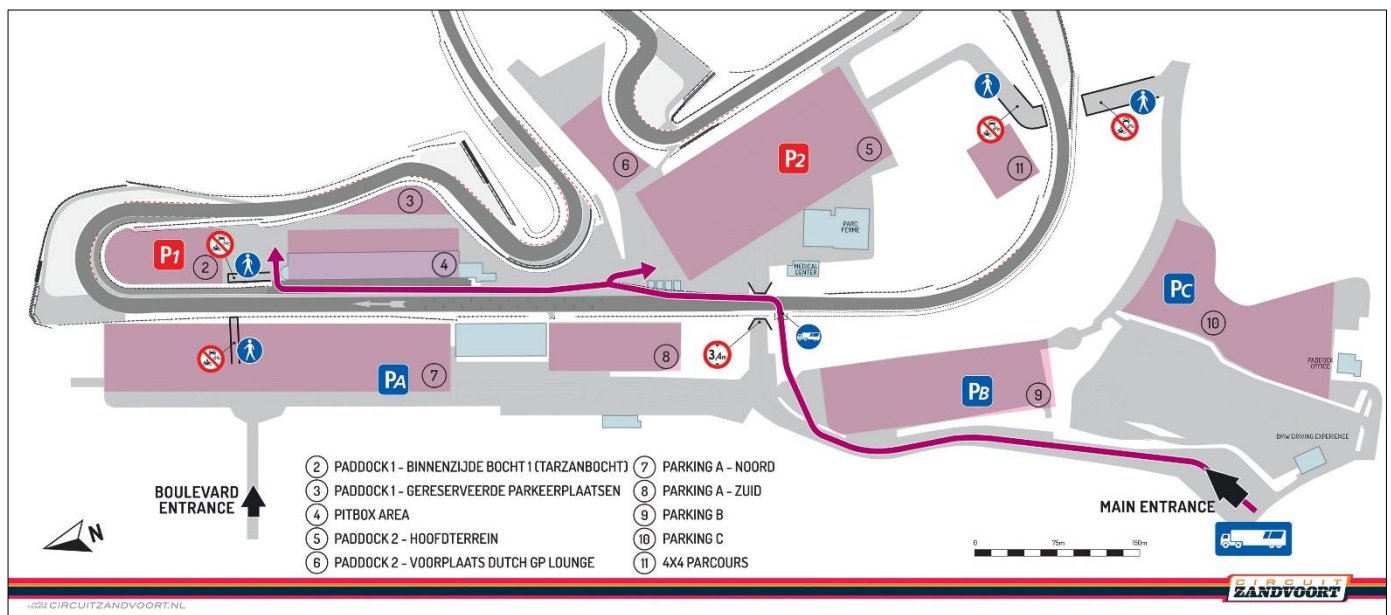 6
P2
5
11
3
P1
2
4
PARC
FERME
MEDICAL
CENTER
PC
10
8
3,4m
PADDOCK
OFFICE
PA
7
PB
9
BMW DRIVING EXPERIENCE
BOULEVARD
ENTRANCE
N
2 PADDOCK 1 - BINNENZIJDE BOCHT 1 (TARZANBOCHT)
3 PADDOCK 1 - GERESERVEERDE PARKEERPLAATSEN
4 PITBOX AREA
5 PADDOCK 2 - HOOFDTERREIN
6 PADDOCK 2 - VOORPLAATS DUTCH GP LOUNGE
7 PARKING A - NOORD
8 PARKING A - ZUID
9 PARKING B
10 PARKING C
11 4X4 PARCOURS
MAIN ENTRANCE
0 75m 150m
CIRCUIT
ZANDVOORT
CIRCUITZANDVOORT.NL